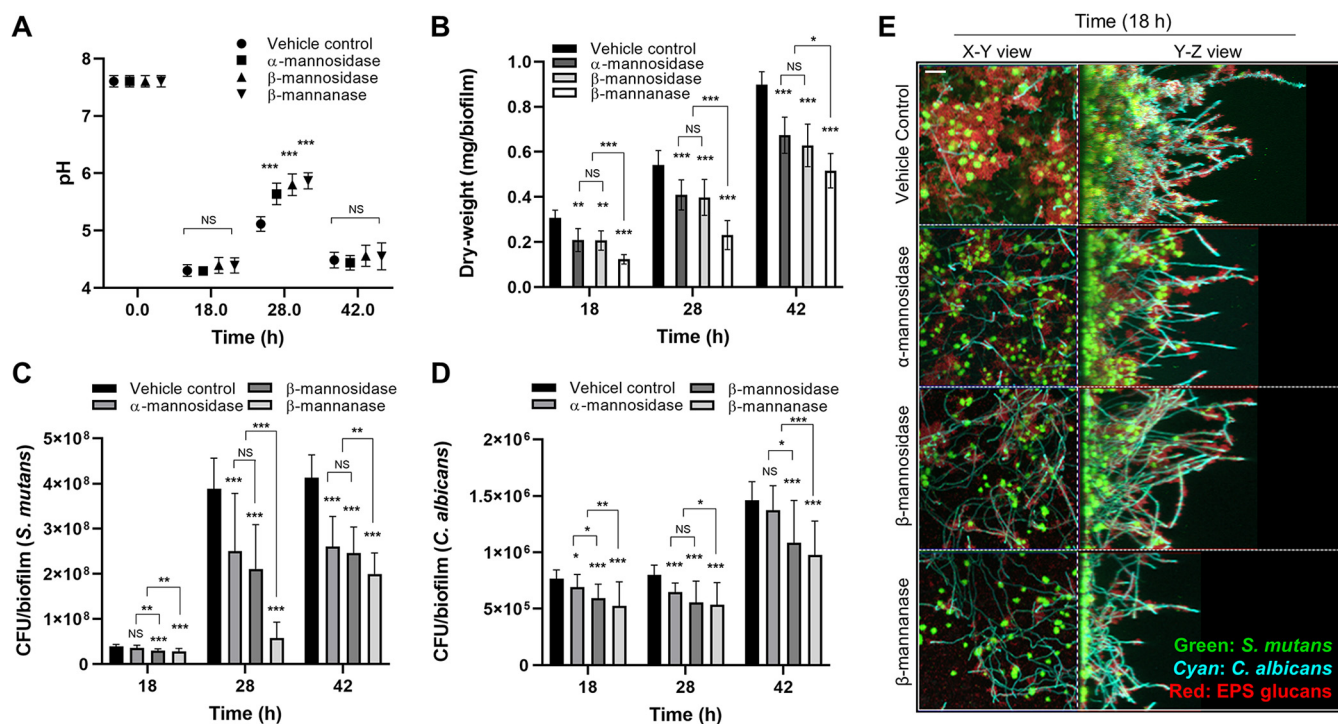 A
Vehicle control
α-mannosidase
β-mannosidase
β-mannanase
pH
8
7
6
5
4
NS
***
***
***
NS
0.0
18.0
28.0
42.0
Time (h)
B
Vehicle control
α-mannosidase
β-mannosidase
β-mannanase
Dry-weight (mg/biofilm)
1.0
0.8
0.6
0.4
0.2
0.0
***
NS
**
**
***
***
NS
***
***
***
*
NS
***
***
***
18
28
42
Time (h)
C
Vehicle control
α-mannosidase
β-mannosidase
β-mannanase
CFU/biofilm (S. mutans)
5×10⁸
4×10⁸
3×10⁸
2×10⁸
1×10⁸
0
**
**
NS
***
***
***
NS
***
***
***
**
NS
***
***
***
18
28
42
Time (h)
D
Vehicel control
α-mannosidase
β-mannosidase
β-mannanase
CFU/biofilm (C. albicans)
2×10⁶
2×10⁶
1×10⁶
5×10⁵
0
**
*
*
***
***
*
NS
***
***
***
***
*
NS
***
***
18
28
42
Time (h)
E
Time (18 h)
X-Y view
Y-Z view
Vehicle Control
α-mannosidase
β-mannosidase
β-mannanase
Green: S. mutans
Cyan: C. albicans
Red: EPS glucans